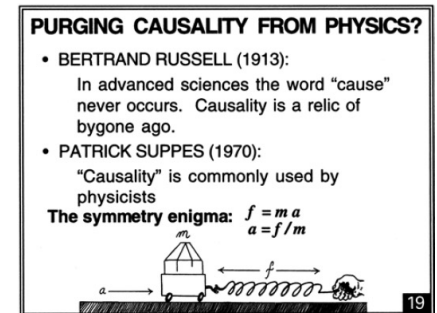 PURGING CAUSALITY FROM PHYSICS?
• BERTRAND RUSSELL (1913):
In advanced sciences the word “cause”
never occurs. Causality is a relic of
bygone ago.
• PATRICK SUPPES (1970):
“Causality” is commonly used by
physicists
The symmetry enigma: f = m a
a = f / m
m
f
a
19